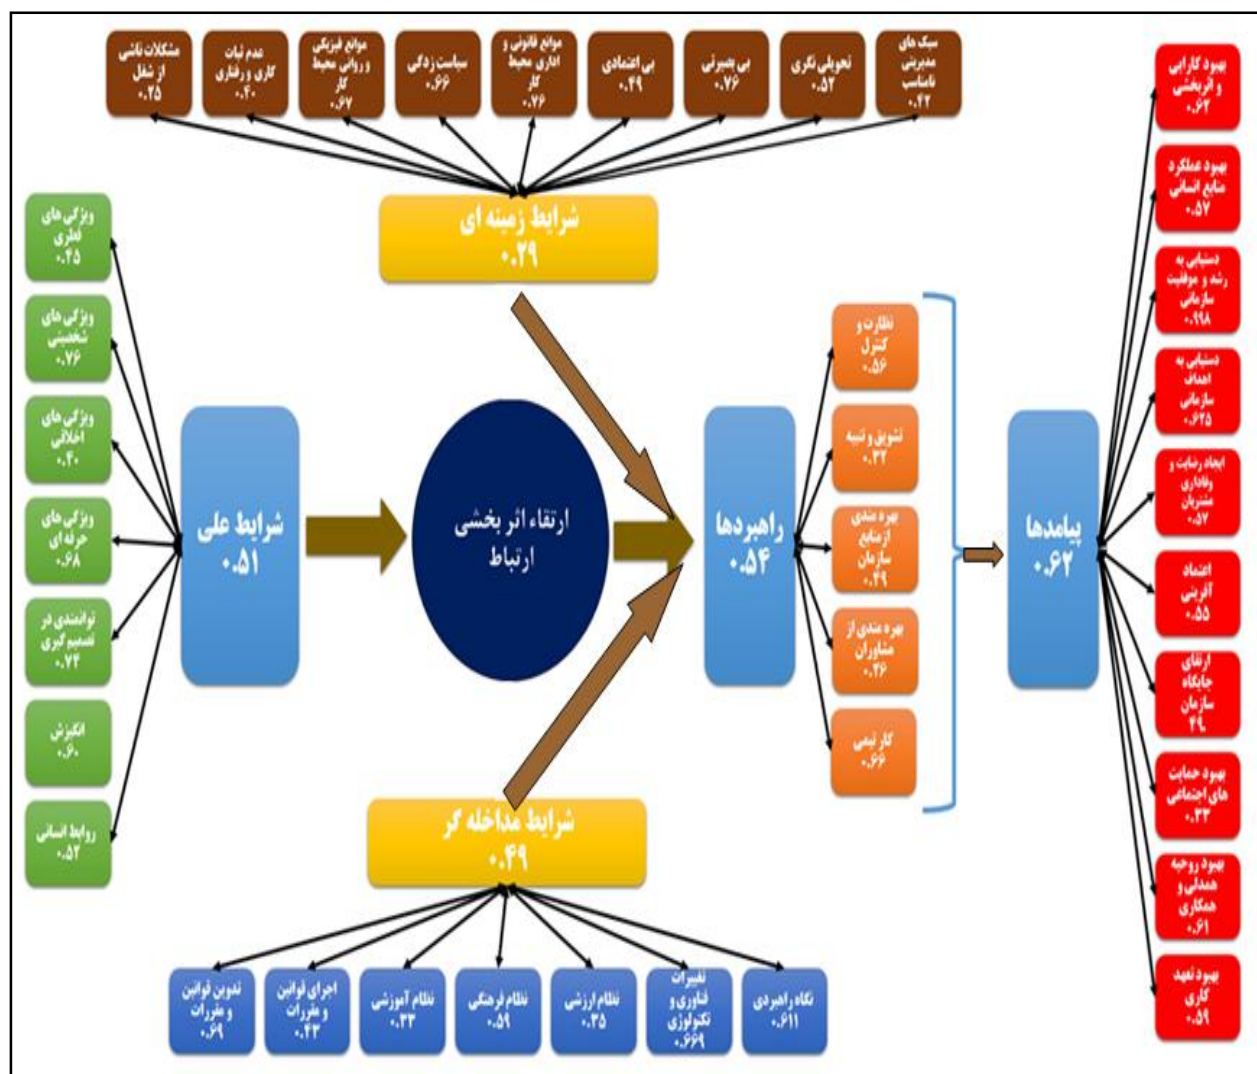 سبک های
مدیریتی
نامناسب
۰.۴۲
تحویلی نگری
۰.۵۲
بی بصیرتی
۰.۷۶
بی اعتمادی
۰.۴۹
موانع قانونی و
اداری محیط
کار
۰.۷۶
سیاست زدگی
۰.۶۶
موانع فیزیکی
و روانی محیط
کار
۰.۶۷
عدم ثبات
کاری و رفتاری
۰.۴۰
مشکلات ناشی
از شغل
۰.۲۵
شرایط زمینه ای
۰.۲۹
بهبود کارایی
و اثربخشی
۰.۶۲
بهبود عملکرد
منابع انسانی
۰.۵۷
دستیابی به
رشد و موفقیت
سازمانی
۰.۹۹۸
دستیابی به
اهداف
سازمانی
۰.۶۲۵
ایجاد رضایت و
وفاداری
مشتریان
۰.۵۷
اعتماد
آفرینی
۰.۵۵
ارتقای
جایگاه
سازمان
۴۹.
بهبود حمایت
های اجتماعی
۰.۳۳
بهبود روحیه
همدلی و
همکاری
۰.۶۱
بهبود تعهد
کاری
۰.۵۹
پیامدها
۰.۶۲
نظارت و
کنترل
۰.۵۶
تشویق و تنبیه
۰.۳۲
بهره مندی
از منابع
سازمان
۰.۴۹
بهره مندی از
مشاوران
۰.۲۶
کار تیمی
۰.۶۶
راهبردها
۰.۵۴
ارتقاء اثر بخشی
ارتباط
شرایط علی
۰.۵۱
ویژگی های
فطری
۰.۴۵
ویژگی های
شخصیتی
۰.۷۶
ویژگی های
اخلاقی
۰.۴۰
ویژگی های
حرفه ای
۰.۶۸
توانمندی در
تصمیم گیری
۰.۷۴
انگیزش
۰.۶۰
روابط انسانی
۰.۵۲
شرایط مداخله گر
۰.۴۹
نگاه راهبردی
۰.۶۱۱
تغییرات
فناوری و
تکنولوژی
۰.۶۶۹
نظام ارزشی
۰.۳۵
نظام فرهنگی
۰.۵۹
نظام آموزشی
۰.۳۳
اجرای قوانین
و مقررات
۰.۴۳
تدوین قوانین
و مقررات
۰.۶۹